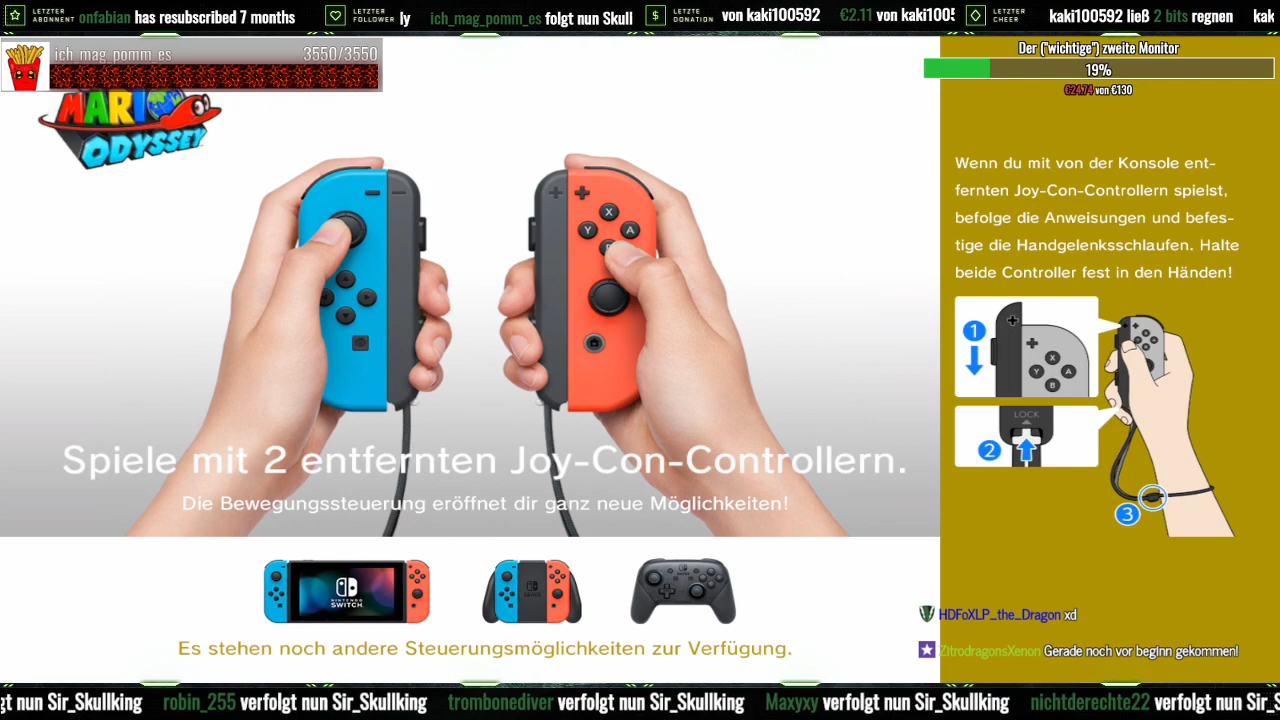 LETZTER ABONNENT
onfabian has resubscribed 7 months
LETZTER FOLLOWER
ly ich_mag_pomm_es folgt nun Skull
LETZTE DONATION
von kaki100592 €2.11 von kaki100
LETZTER CHEER
kaki100592 ließ 2 bits regnen kak
ich_mag_pomm_es 3550/3550
MARIO
ODYSSEY
Der ("wichtige") zweite Monitor
19%
€24.74 von €130
Wenn du mit von der Konsole ent-
fernten Joy-Con-Controllern spielst,
befolge die Anweisungen und befes-
tige die Handgelenksschlaufen. Halte
beide Controller fest in den Händen!
X
Y A
1
X
Y A
B
LOCK
2
3
Spiele mit 2 entfernten Joy-Con-Controllern.
Die Bewegungssteuerung eröffnet dir ganz neue Möglichkeiten!
NINTENDO
SWITCH
Es stehen noch andere Steuerungsmöglichkeiten zur Verfügung.
HDFoXLP_the_Dragon xd
ZitrodragonsXenon Gerade noch vor beginn gekommen!
gt nun Sir_Skullking robin_255 verfolgt nun Sir_Skullking trombonediver verfolgt nun Sir_Skullking Maxyxy verfolgt nun Sir_Skullking nichtderechte22 verfolgt nun Sir_S